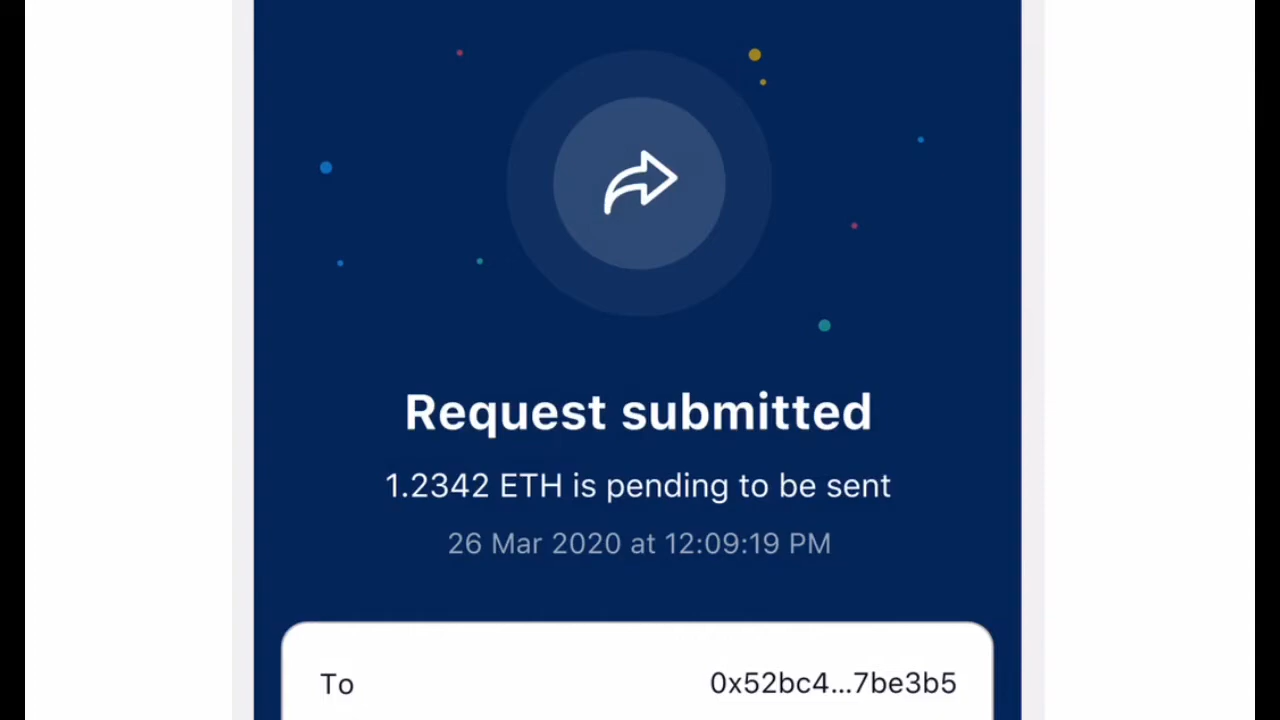 Request submitted
1.2342 ETH is pending to be sent
26 Mar 2020 at 12:09:19 PM
To 0x52bc4...7be3b5